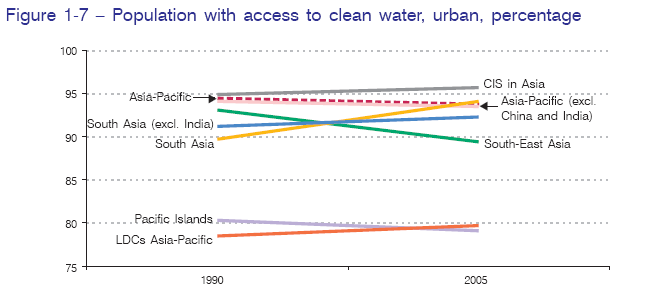 Figure 1-7 – Population with access to clean water, urban, percentage
100
95
90
85
80
75
CIS in Asia
Asia-Pacific
Asia-Pacific (excl.
China and India)
South Asia (excl. India)
South Asia
South-East Asia
Pacific Islands
LDCs Asia-Pacific
1990
2005